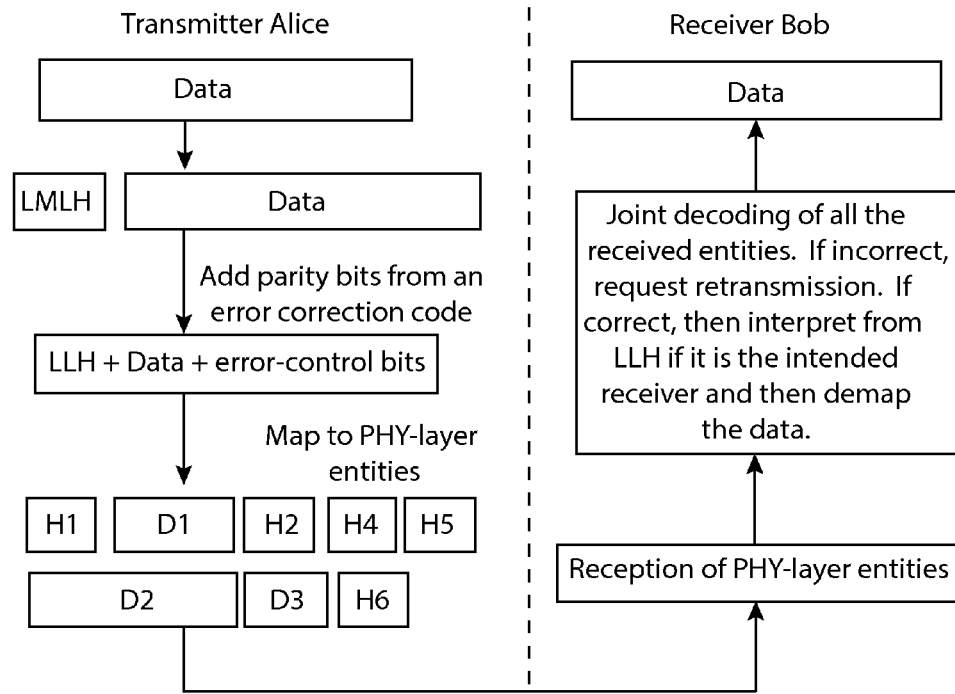 Transmitter Alice
Data
LMLH
Data
Add parity bits from an
error correction code
LLH + Data + error-control bits
Map to PHY-layer
entities
H1
D1
H2
H4
H5
D2
D3
H6
Receiver Bob
Data
Joint decoding of all the
received entities. If incorrect,
request retransmission. If
correct, then interpret from
LLH if it is the intended
receiver and then demap
the data.
Reception of PHY-layer entities